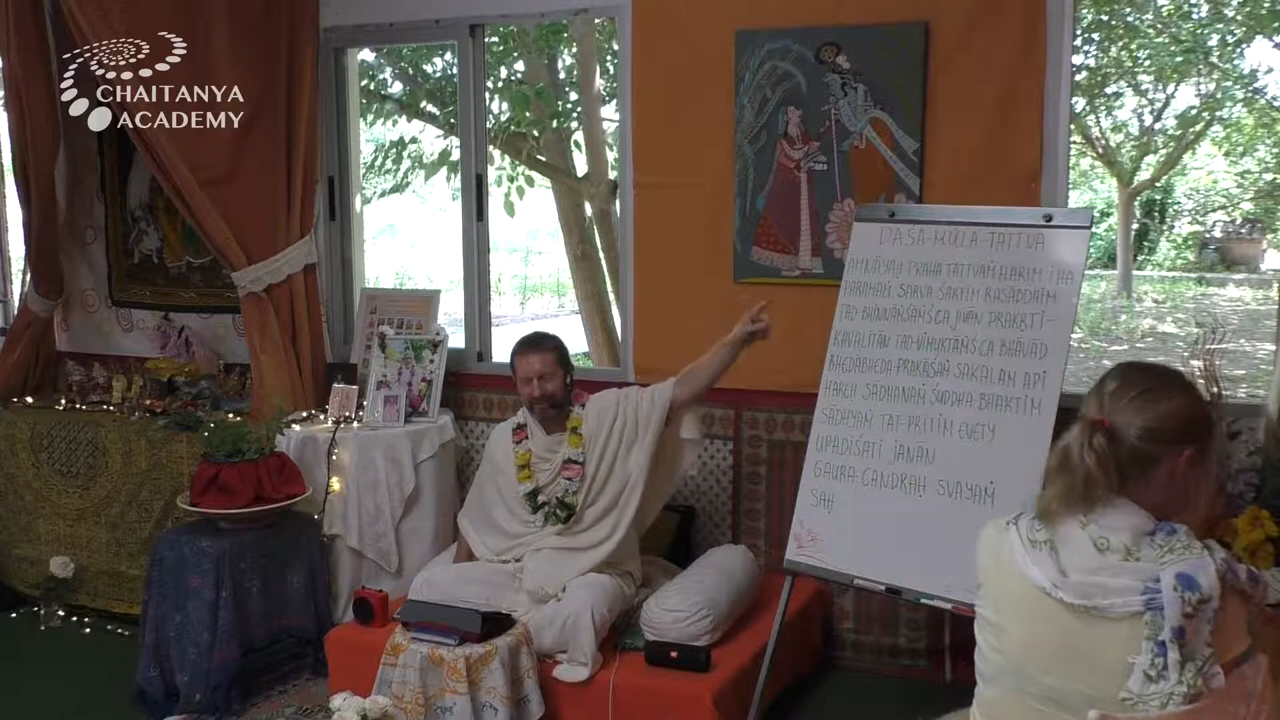 CHAITANYA
ACADEMY
DAŚA-MŪLA-TATTVA
ĀMNĀYAḤ PRAHA TATTVAṀ HARIM IHA
PARAMAṀ SARVA-ŚAKTIṀ RASĀBDHIṀ
TAD BHINNĀṀŚĀṀŚ CA JĪVĀN PRAKṚTI-
KAVALITĀN TAD-VIMUKTĀṀŚ CA BHĀVĀD
BHEDĀBHEDA-PRAKĀŚAṀ SAKALAM API
HAREḤ SĀDHANAṀ ŚUDDHA-BHAKTIṀ
SĀDHYAṀ TAT-PRĪTIM EVETY
UPADIŚATI JANĀN
GAURA-CANDRAḤ SVAYAṀ
SAḤ